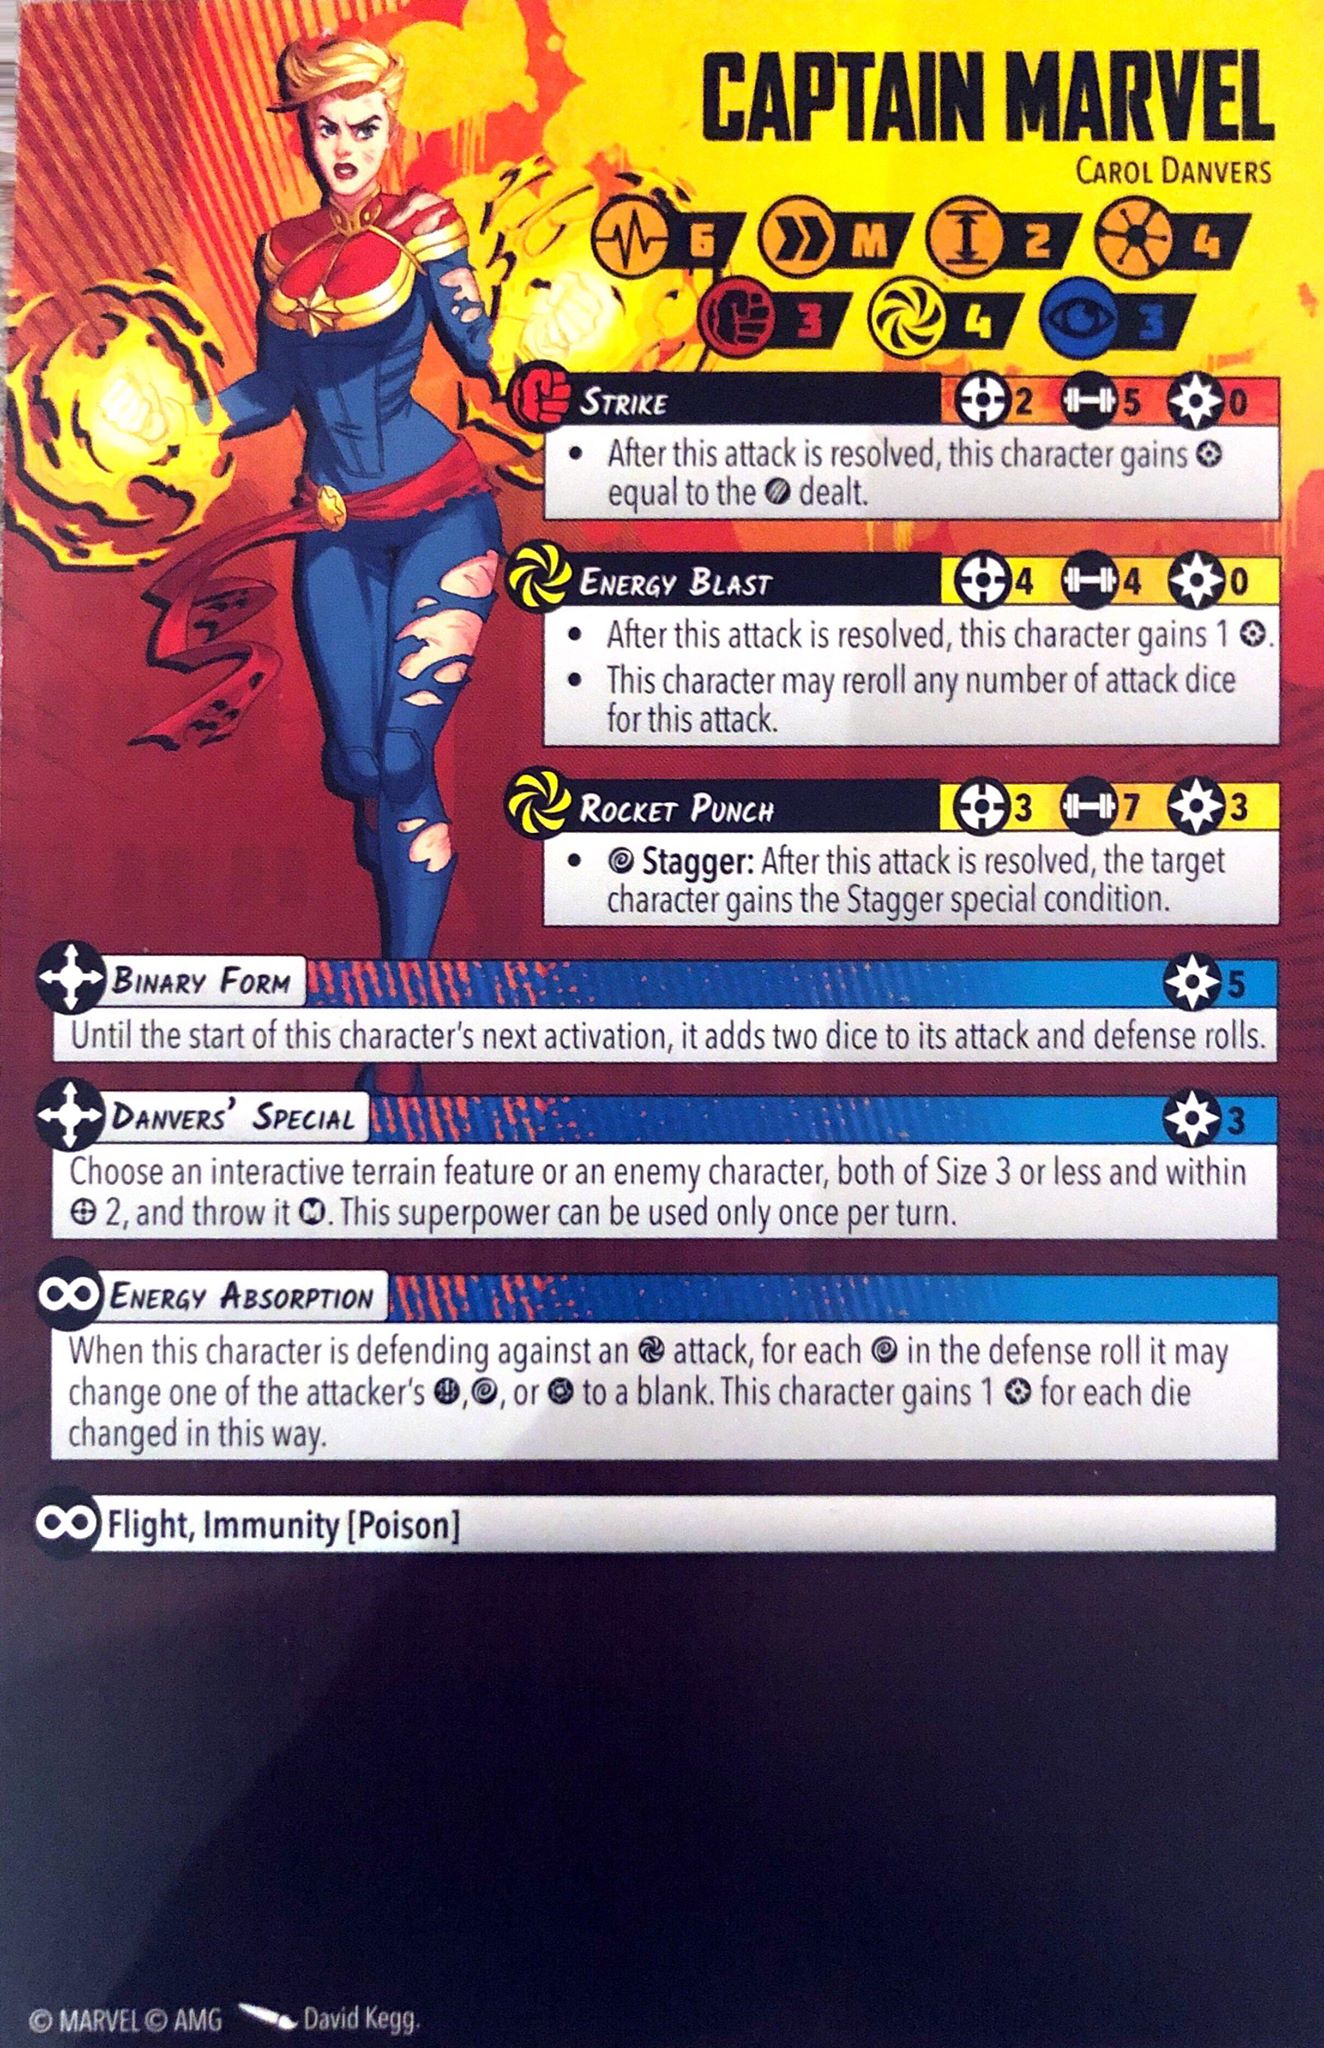 CAPTAIN MARVEL
CAROL DANVERS
6 M 2 4
3 4 3
STRIKE 2 5 0
• After this attack is resolved, this character gains
equal to the dealt.
ENERGY BLAST 4 4 0
• After this attack is resolved, this character gains 1 .
• This character may reroll any number of attack dice
for this attack.
ROCKET PUNCH 3 7 3
• Stagger: After this attack is resolved, the target
character gains the Stagger special condition.
BINARY FORM 5
Until the start of this character's next activation, it adds two dice to its attack and defense rolls.
DANVERS' SPECIAL 3
Choose an interactive terrain feature or an enemy character, both of Size 3 or less and within
2, and throw it M. This superpower can be used only once per turn.
ENERGY ABSORPTION
When this character is defending against an attack, for each in the defense roll it may
change one of the attacker's , , or to a blank. This character gains 1 for each die
changed in this way.
Flight, Immunity [Poison]
© MARVEL © AMG David Kegg.